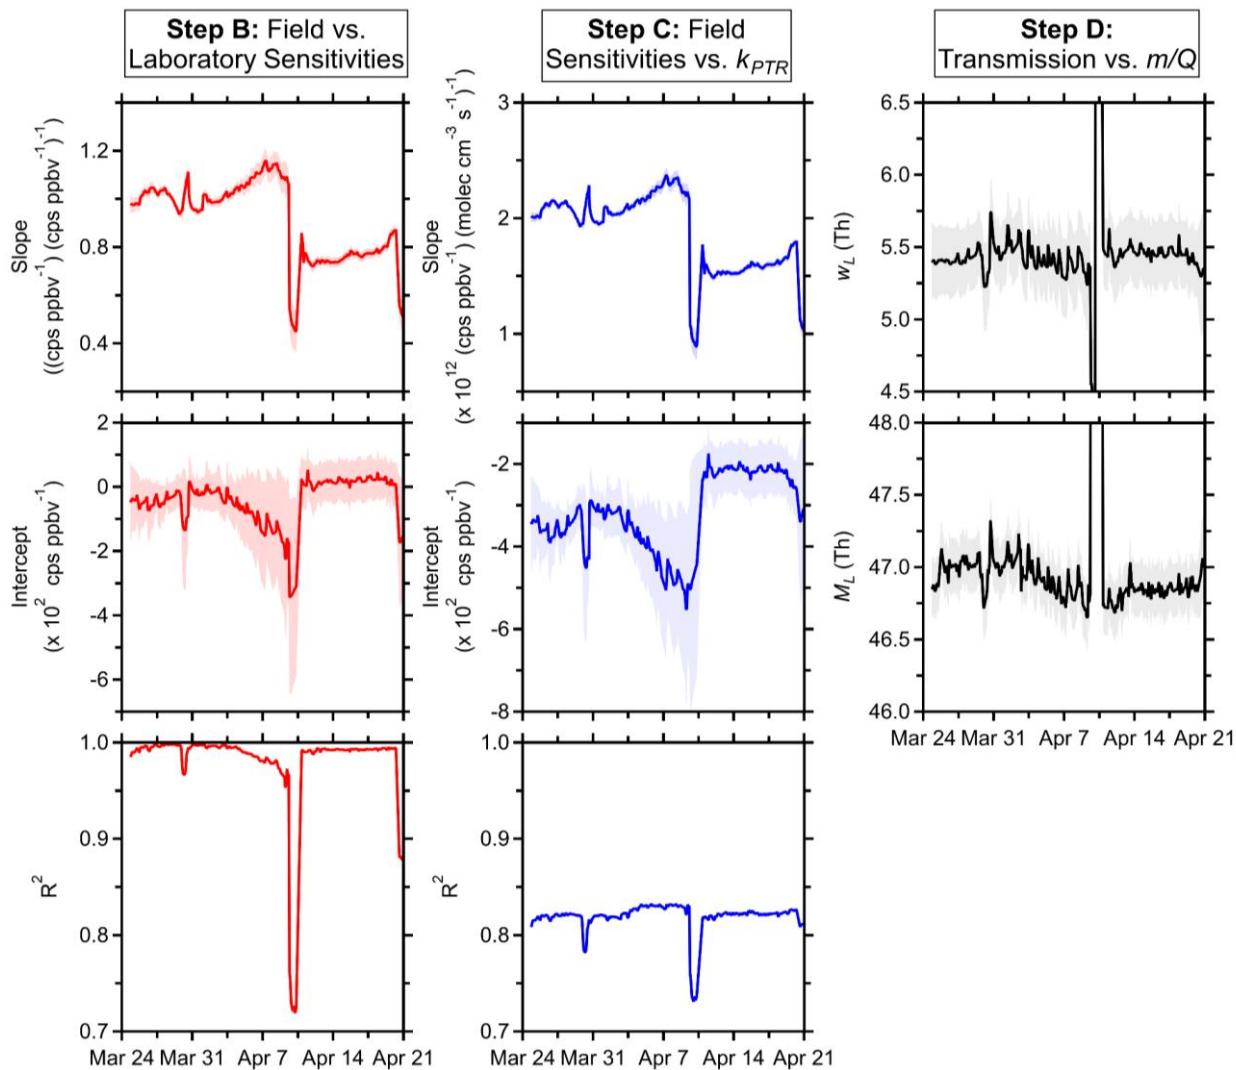 Step B: Field vs.
Laboratory Sensitivities
Step C: Field
Sensitivities vs. kPTR
Step D:
Transmission vs. m/Q
Slope
((cps ppbv⁻¹) (cps ppbv⁻¹)⁻¹)
1.2
0.8
0.4
Slope
(x 10¹² (cps ppbv⁻¹) (molec cm⁻³ s⁻¹)⁻¹)
3
2
1
wL (Th)
6.5
6.0
5.5
5.0
4.5
Intercept
(x 10² cps ppbv⁻¹)
2
0
-2
-4
-6
Intercept
(x 10² cps ppbv⁻¹)
-2
-4
-6
-8
ML (Th)
48.0
47.5
47.0
46.5
46.0
Mar 24 Mar 31 Apr 7 Apr 14 Apr 21
R²
1.0
0.9
0.8
0.7
Mar 24 Mar 31 Apr 7 Apr 14 Apr 21
R²
1.0
0.9
0.8
0.7
Mar 24 Mar 31 Apr 7 Apr 14 Apr 21